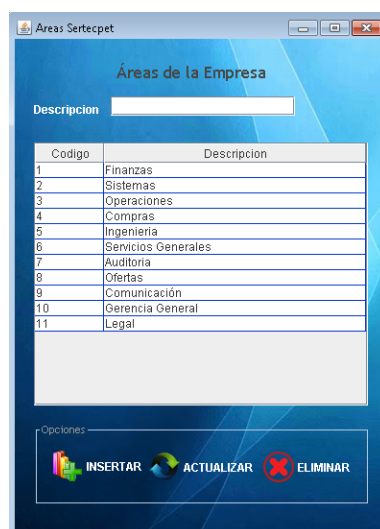 Areas Sertecpet
Áreas de la Empresa
Descripcion
Codigo Descripcion
1 Finanzas
2 Sistemas
3 Operaciones
4 Compras
5 Ingenieria
6 Servicios Generales
7 Auditoria
8 Ofertas
9 Comunicación
10 Gerencia General
11 Legal
Opciones
INSERTAR ACTUALIZAR ELIMINAR